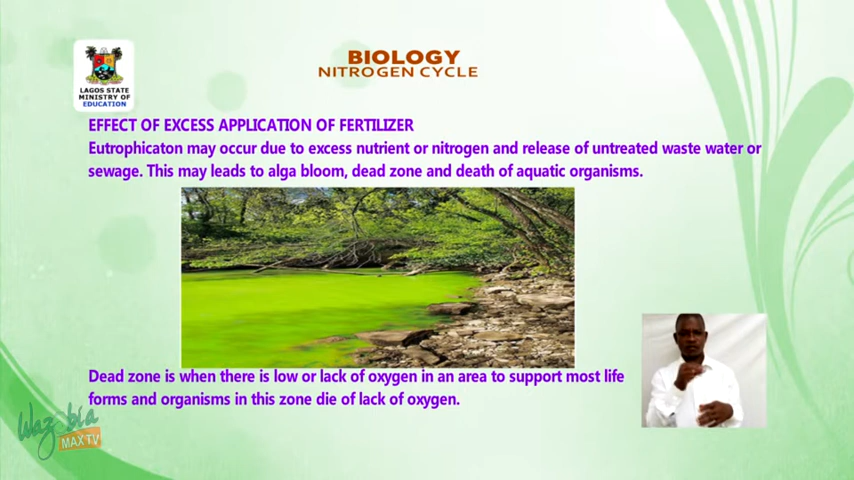 BIOLOGY
NITROGEN CYCLE
LAGOS STATE
MINISTRY OF
EDUCATION
EFFECT OF EXCESS APPLICATION OF FERTILIZER
Eutrophicaton may occur due to excess nutrient or nitrogen and release of untreated waste water or
sewage. This may leads to alga bloom, dead zone and death of aquatic organisms.
Dead zone is when there is low or lack of oxygen in an area to support most life
forms and organisms in this zone die of lack of oxygen.
Wazobia
MAX TV